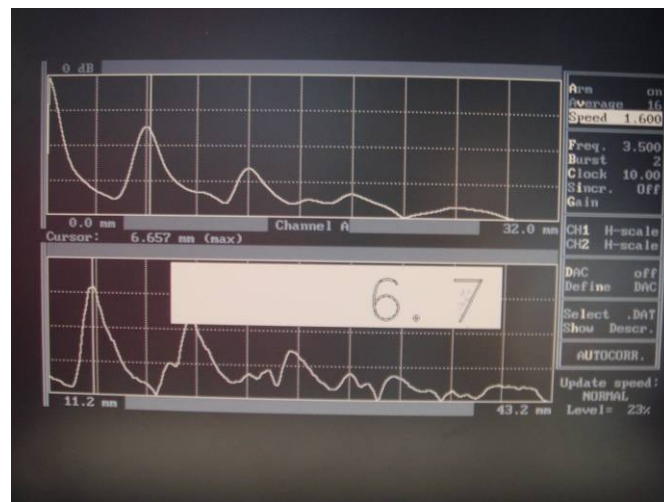 0 dB
0.0 mm Channel A 32.0 mm
Cursor: 6.657 mm (max)
6.7
11.2 mm 43.2 mm
Arm on
Average 16
Speed 1.600
Freq. 3.500
Burst 2
Clock 10.00
Sincr. Off
Gain
CH1 H-scale
CH2 H-scale
DAC off
Define DAC
Select .DAT
Show Descr.
AUTOCORR.
Update speed:
NORMAL
Level= 23%